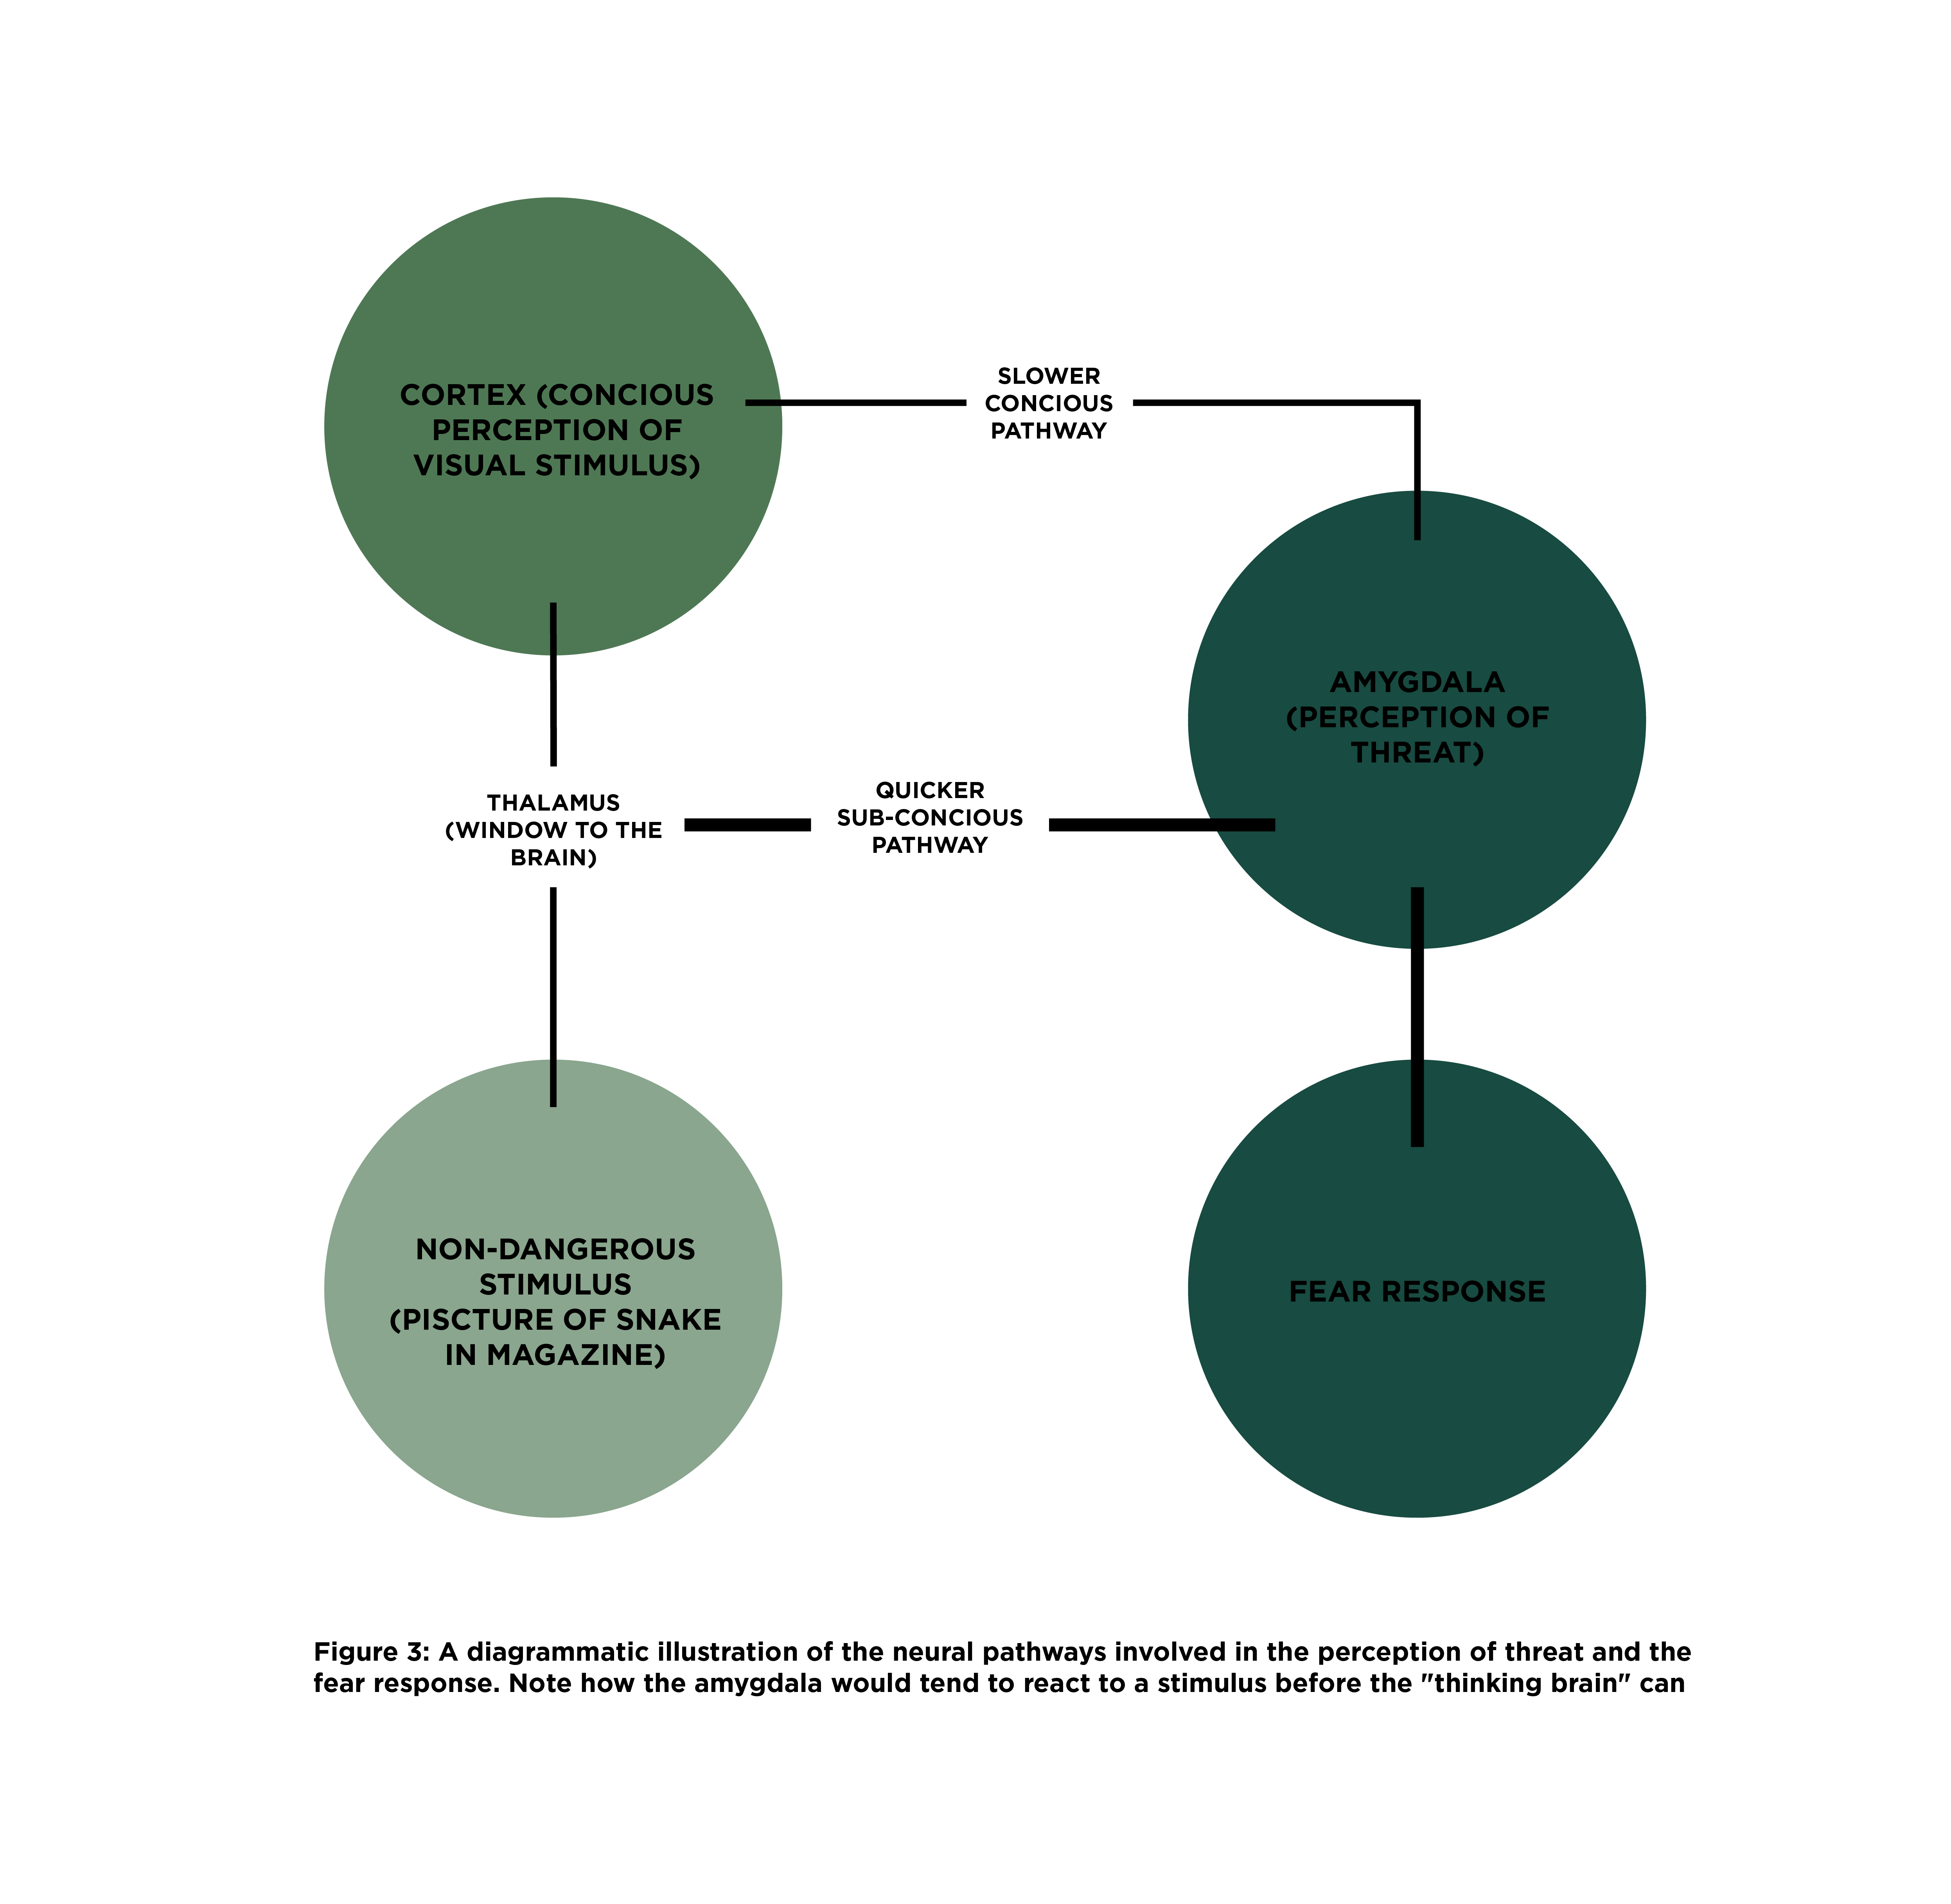 CORTEX (CONCIOUS
PERCEPTION OF
VISUAL STIMULUS)
SLOWER
CONCIOUS
PATHWAY
AMYGDALA
(PERCEPTION OF
THREAT)
THALAMUS
(WINDOW TO THE
BRAIN)
QUICKER
SUB-CONCIOUS
PATHWAY
NON-DANGEROUS
STIMULUS
(PISCTURE OF SNAKE
IN MAGAZINE)
FEAR RESPONSE
Figure 3: A diagrammatic illustration of the neural pathways involved in the perception of threat and the
fear response. Note how the amygdala would tend to react to a stimulus before the "thinking brain" can